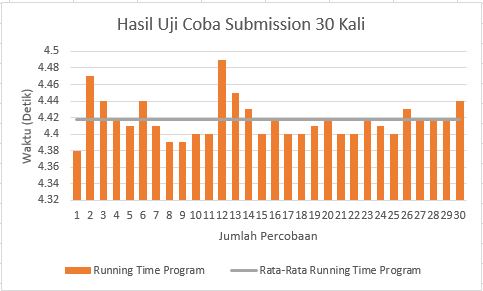 Hasil Uji Coba Submission 30 Kali
Waktu (Detik)
4.5
4.48
4.46
4.44
4.42
4.4
4.38
4.36
4.34
4.32
1 2 3 4 5 6 7 8 9 10 11 12 13 14 15 16 17 18 19 20 21 22 23 24 25 26 27 28 29 30
Jumlah Percobaan
Running Time Program
Rata-Rata Running Time Program